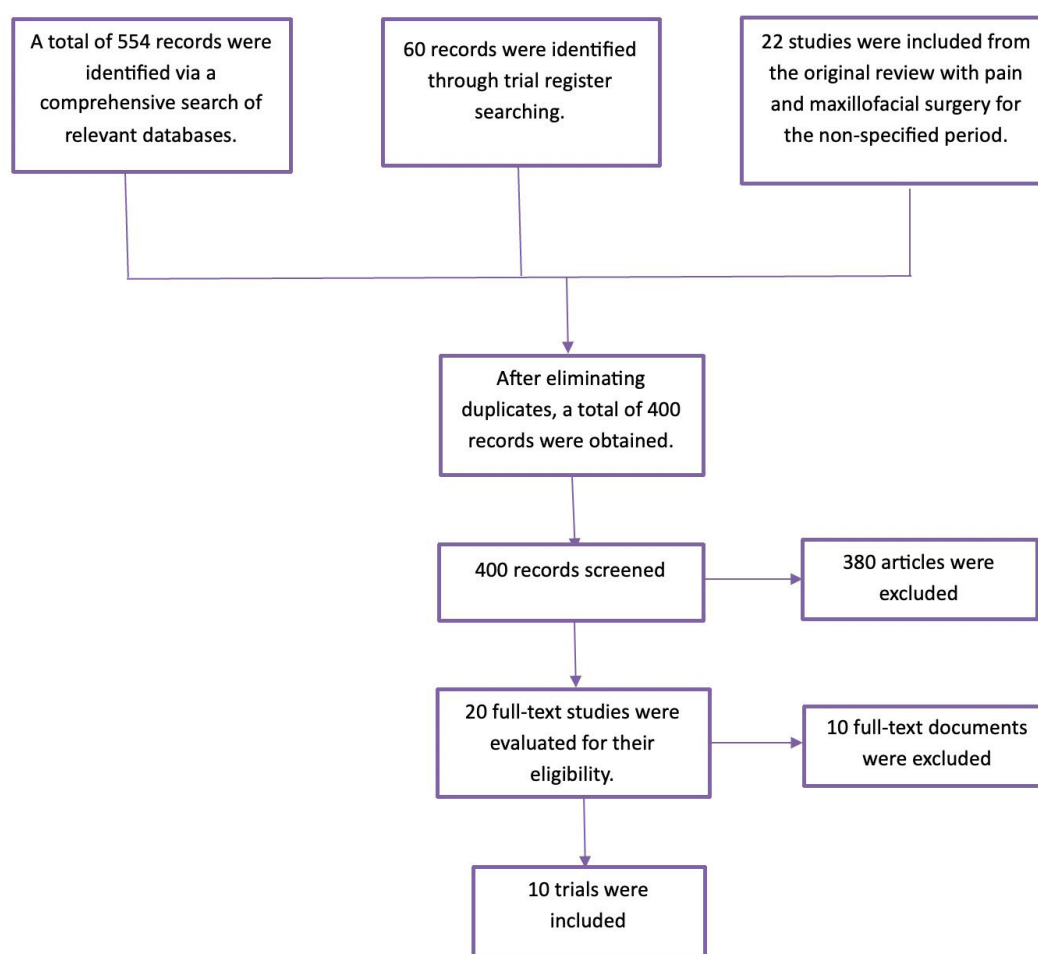 A total of 554 records were
identified via a
comprehensive search of
relevant databases.
60 records were identified
through trial register
searching.
22 studies were included from
the original review with pain
and maxillofacial surgery for
the non-specified period.
After eliminating
duplicates, a total of 400
records were obtained.
400 records screened
380 articles were
excluded
20 full-text studies were
evaluated for their
eligibility.
10 full-text documents
were excluded
10 trials were
included